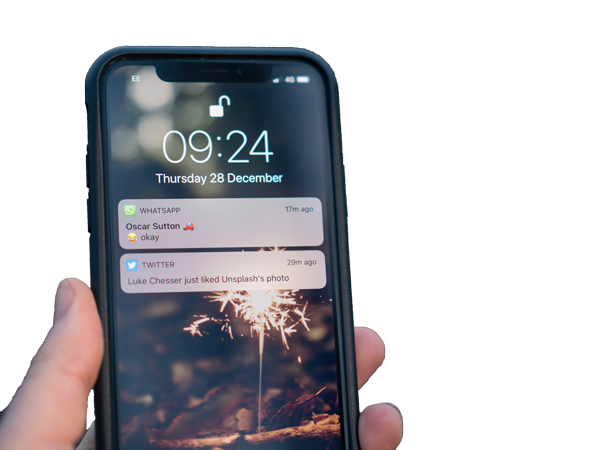 EE 4G
09:24
Thursday 28 December
WHATSAPP 17m ago
Oscar Sutton 🏍️
😂 okay
TWITTER 29m ago
Luke Chesser just liked Unsplash's photo